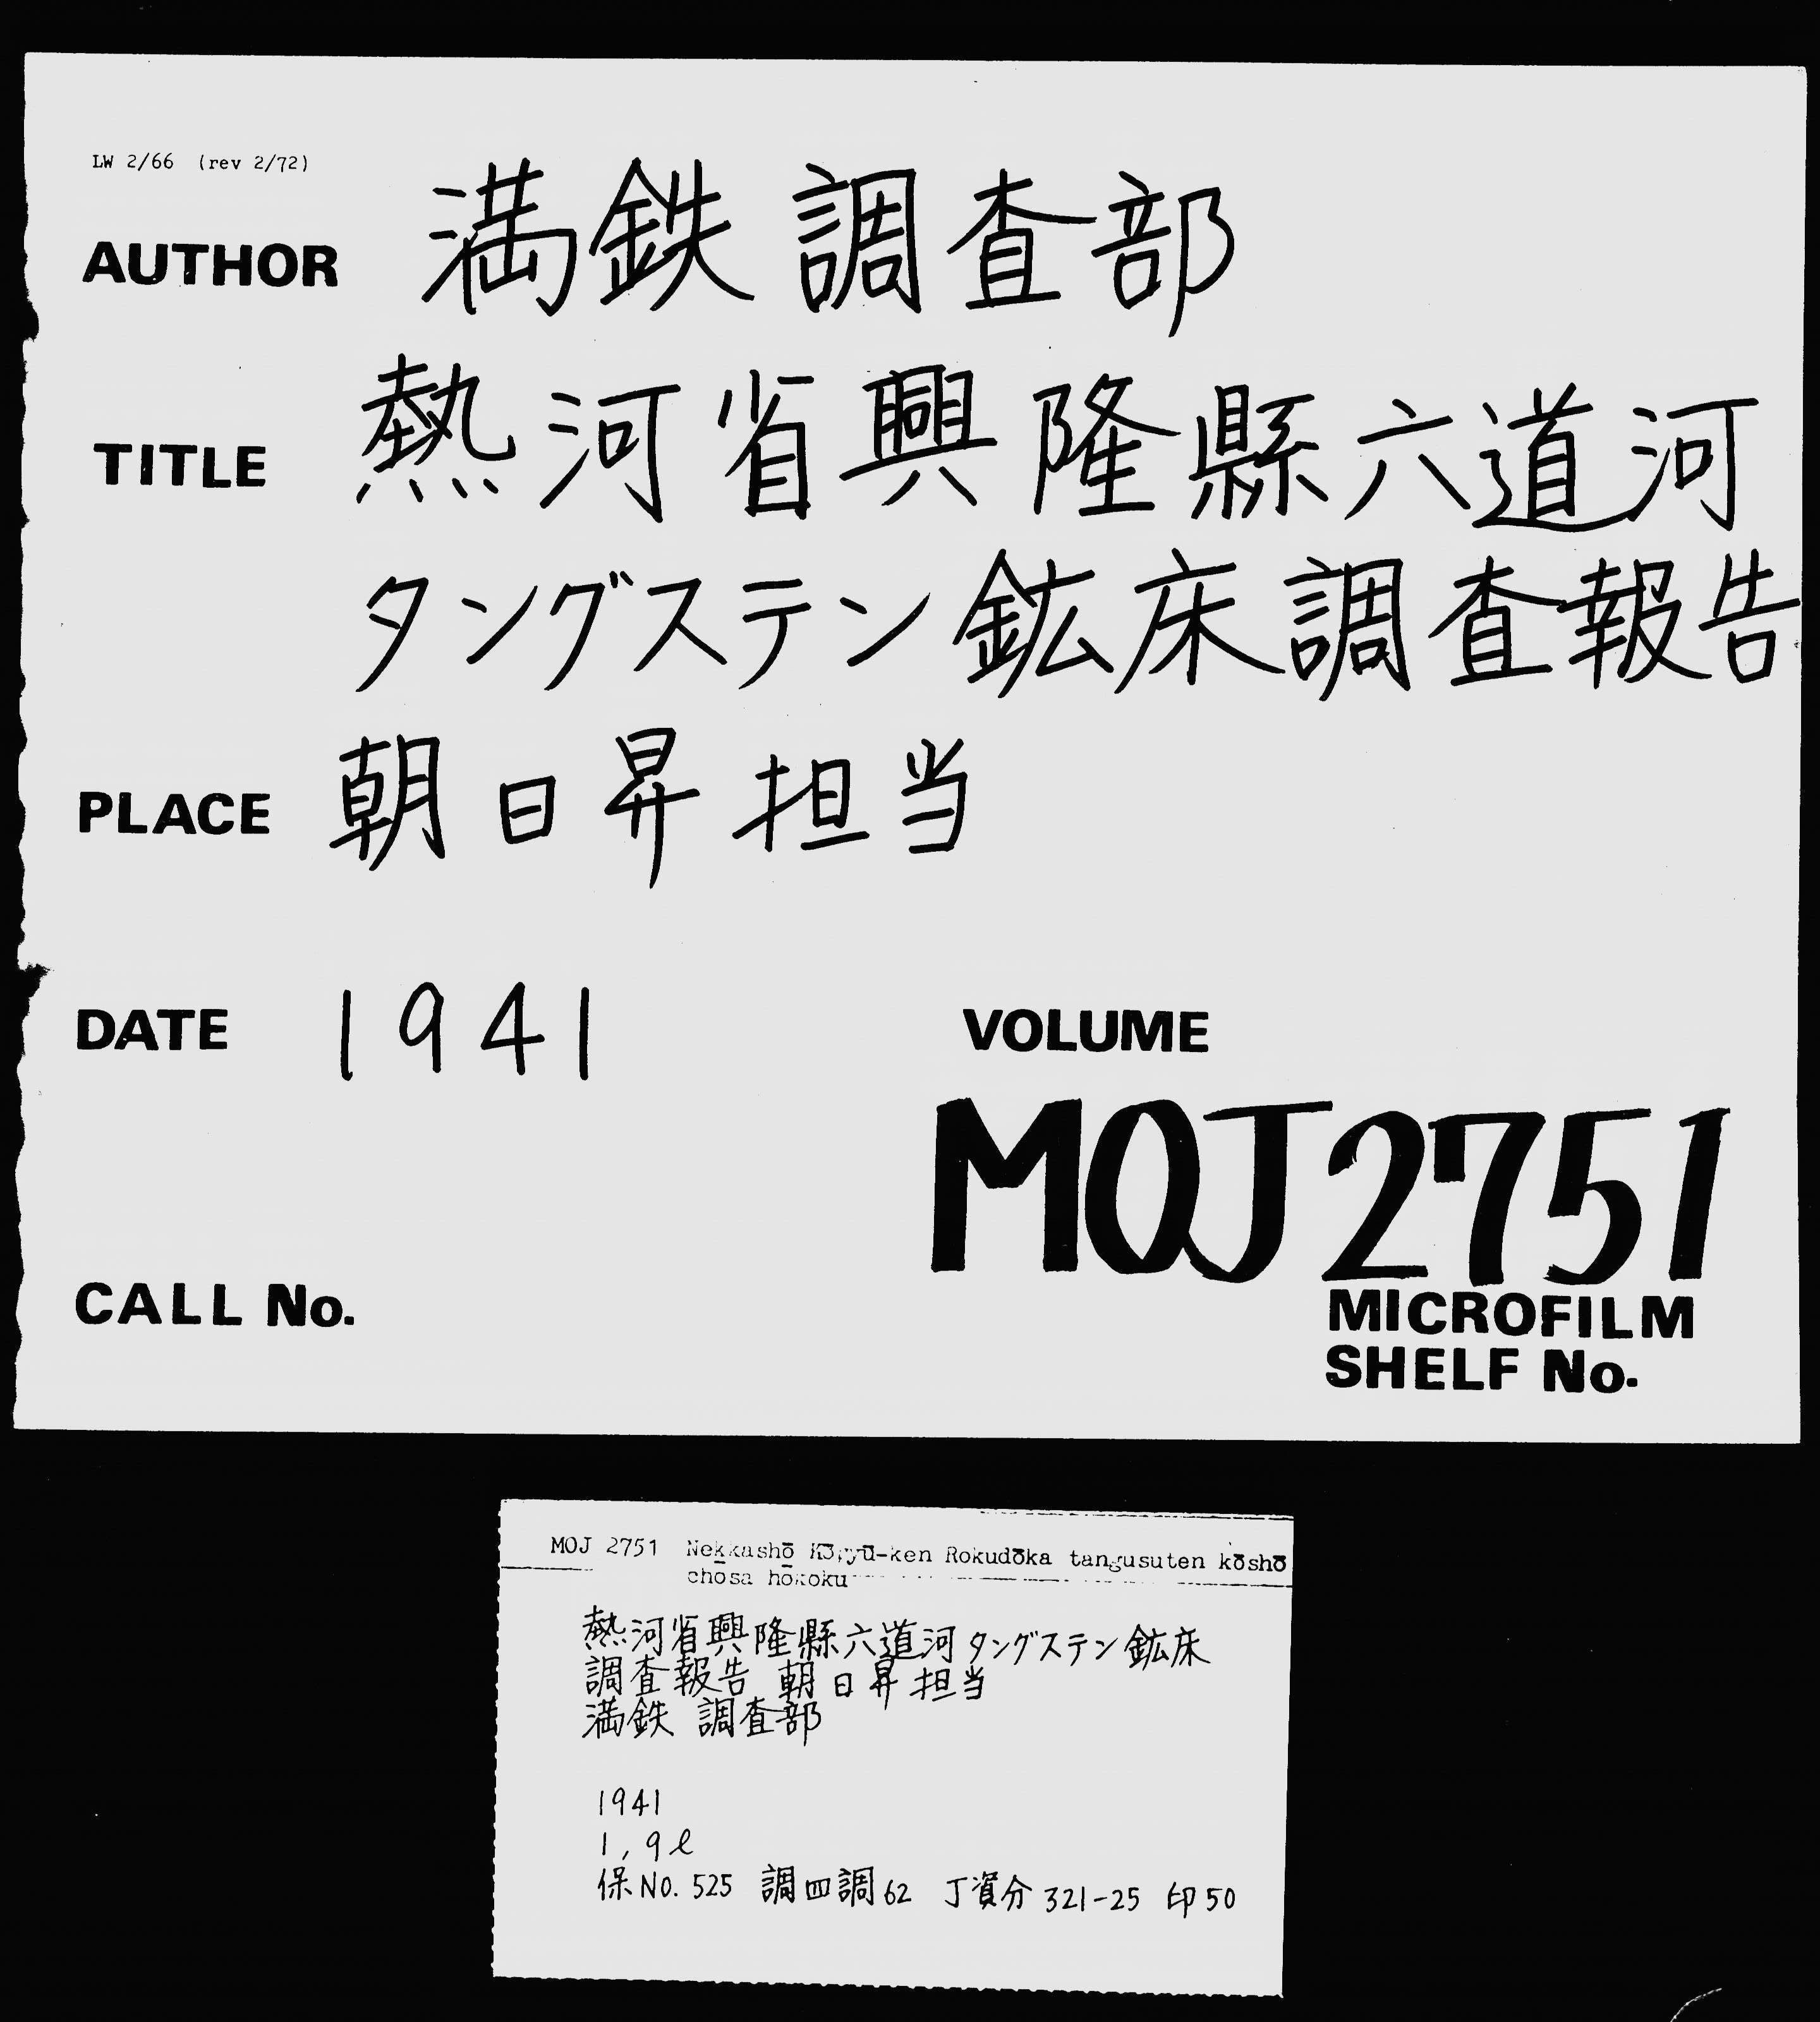 LW 2/66 (rev 2/72)
AUTHOR 満鉄調査部
TITLE 熱河省興隆縣六道河
タングステン鉱床調査報告
PLACE 朝日昇担当
DATE 1941
VOLUME
MOJ 2751
CALL No.
MICROFILM
SHELF No.
MOJ 2751 Nekkashō Kōryū-ken Rokudōka tangusuten kōshō
chōsa hōkoku
熱河省興隆縣六道河タングステン鉱床
調査報告 朝日昇担当
満鉄 調査部
1941
1, 9ℓ
保No. 525 調四調62 丁資分321-25 印50